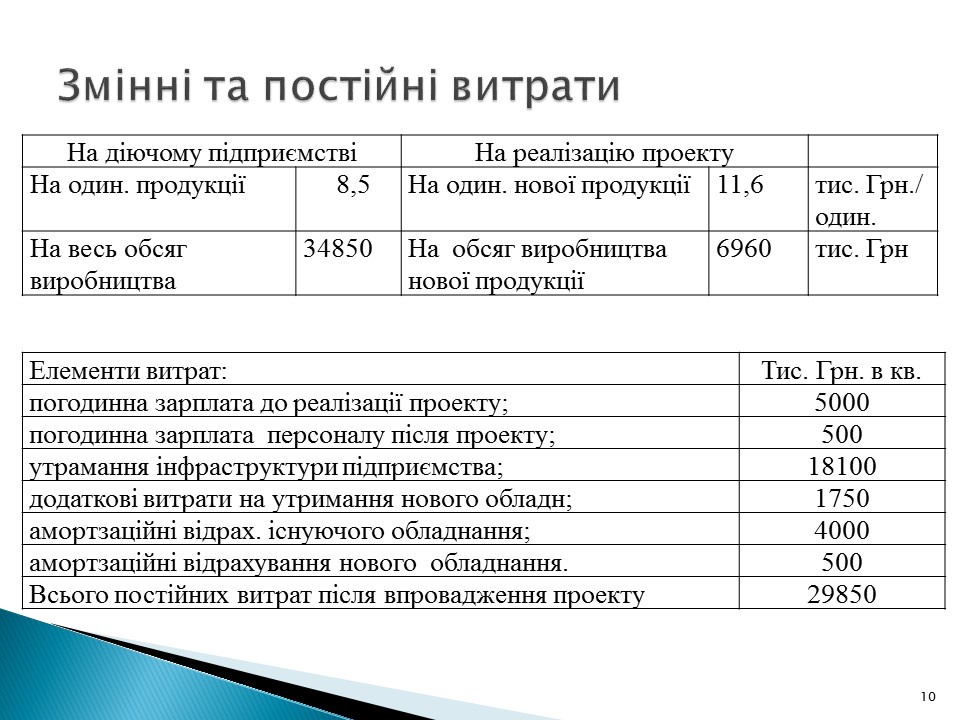 Змінні та постійні витрати
На діючому підприємстві На реалізацію проекту
На один. продукції 8,5 На один. нової продукції 11,6 тис. Грн./
один.
На весь обсяг 34850 На обсяг виробництва 6960 тис. Грн
виробництва нової продукції
Елементи витрат: Тис. Грн. в кв.
погодинна зарплата до реалізації проекту; 5000
погодинна зарплата персоналу після проекту; 500
утрамання інфраструктури підприємства; 18100
додаткові витрати на утримання нового обладн; 1750
амортзаційні відрах. існуючого обладнання; 4000
амортзаційні відрахування нового обладнання. 500
Всього постійних витрат після впровадження проекту 29850
10